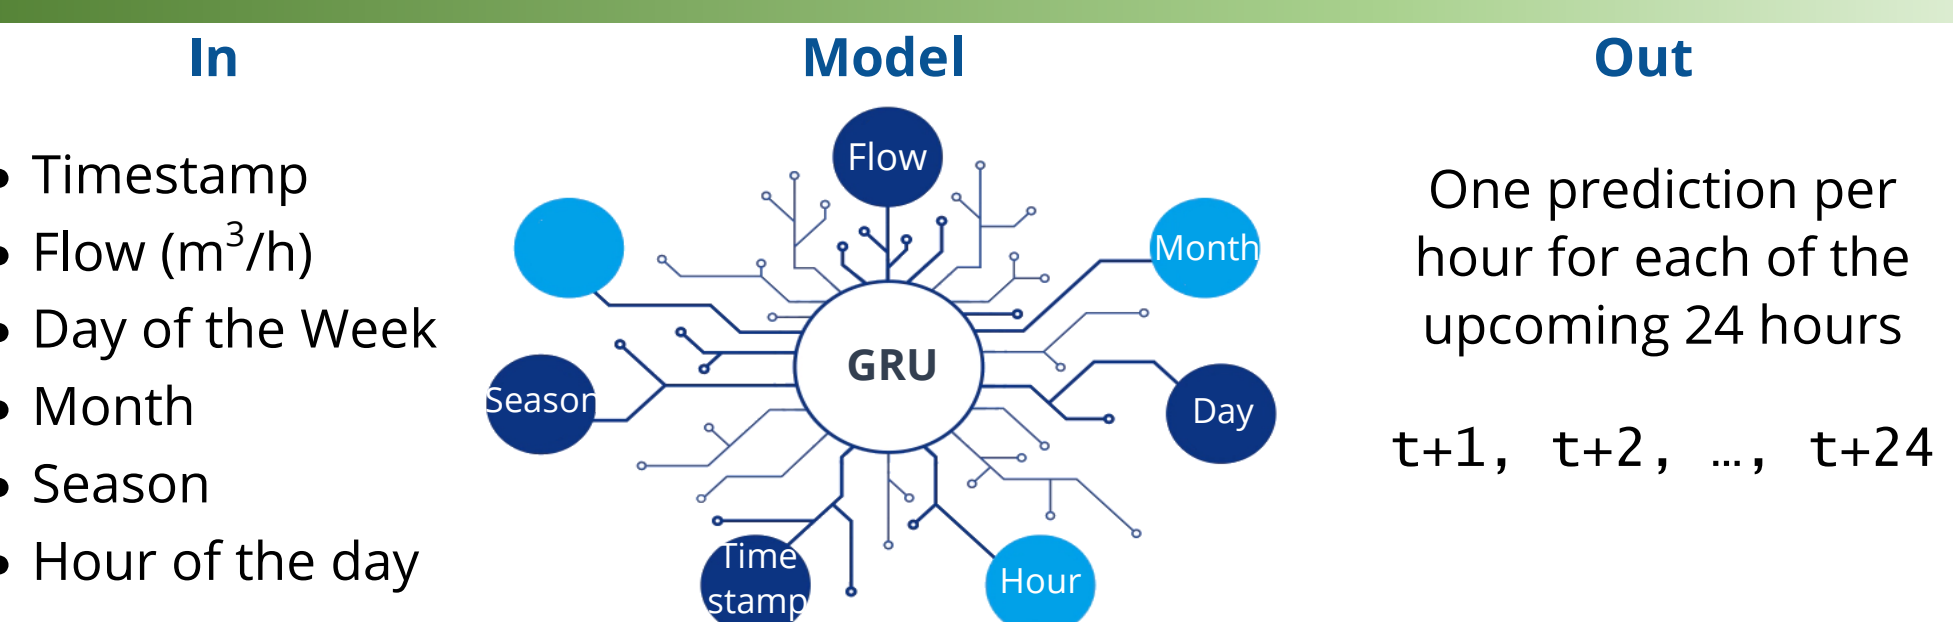 In
Model
Out
• Timestamp
• Flow (m³/h)
• Day of the Week
• Month
• Season
• Hour of the day
Flow
Month
Season
GRU
Day
Time
stamp
Hour
One prediction per
hour for each of the
upcoming 24 hours
t+1, t+2, …, t+24